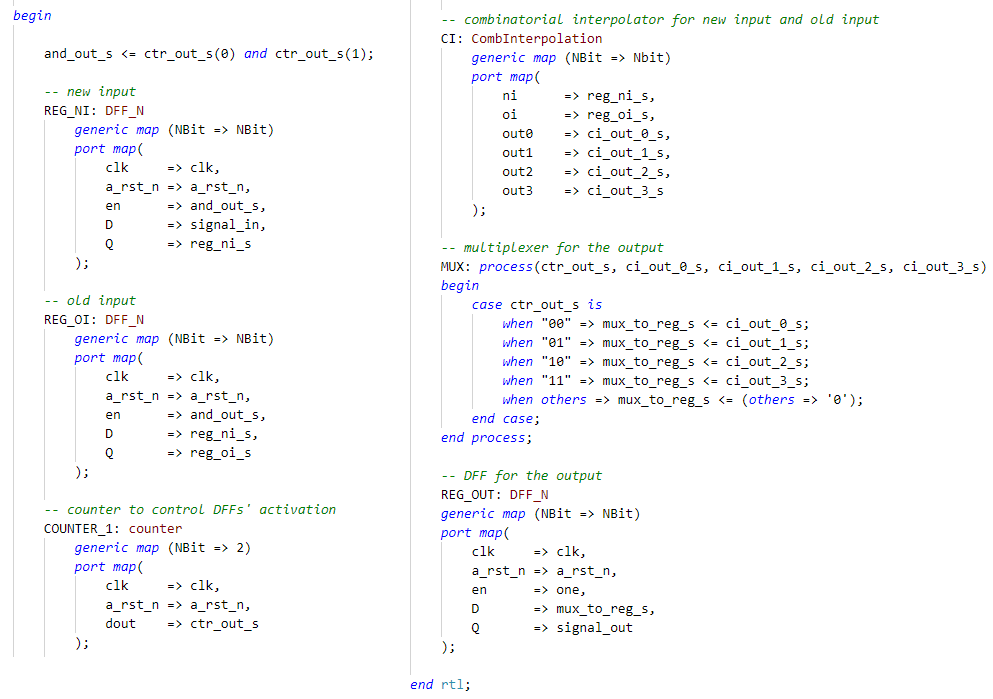 begin
and_out_s <= ctr_out_s(0) and ctr_out_s(1);
-- new input
REG_NI: DFF_N
generic map (NBit => NBit)
port map(
clk     => clk,
a_rst_n => a_rst_n,
en      => and_out_s,
D       => signal_in,
Q       => reg_ni_s
);
-- old input
REG_OI: DFF_N
generic map (NBit => NBit)
port map(
clk     => clk,
a_rst_n => a_rst_n,
en      => and_out_s,
D       => reg_ni_s,
Q       => reg_oi_s
);
-- counter to control DFFs' activation
COUNTER_1: counter
generic map (NBit => 2)
port map(
clk     => clk,
a_rst_n => a_rst_n,
dout    => ctr_out_s
);
-- combinatorial interpolator for new input and old input
CI: CombInterpolation
generic map (NBit => Nbit)
port map(
ni      => reg_ni_s,
oi      => reg_oi_s,
out0    => ci_out_0_s,
out1    => ci_out_1_s,
out2    => ci_out_2_s,
out3    => ci_out_3_s
);
-- multiplexer for the output
MUX: process(ctr_out_s, ci_out_0_s, ci_out_1_s, ci_out_2_s, ci_out_3_s)
begin
case ctr_out_s is
when "00" => mux_to_reg_s <= ci_out_0_s;
when "01" => mux_to_reg_s <= ci_out_1_s;
when "10" => mux_to_reg_s <= ci_out_2_s;
when "11" => mux_to_reg_s <= ci_out_3_s;
when others => mux_to_reg_s <= (others => '0');
end case;
end process;
-- DFF for the output
REG_OUT: DFF_N
generic map (NBit => NBit)
port map(
clk     => clk,
a_rst_n => a_rst_n,
en      => one,
D       => mux_to_reg_s,
Q       => signal_out
);
end rtl;